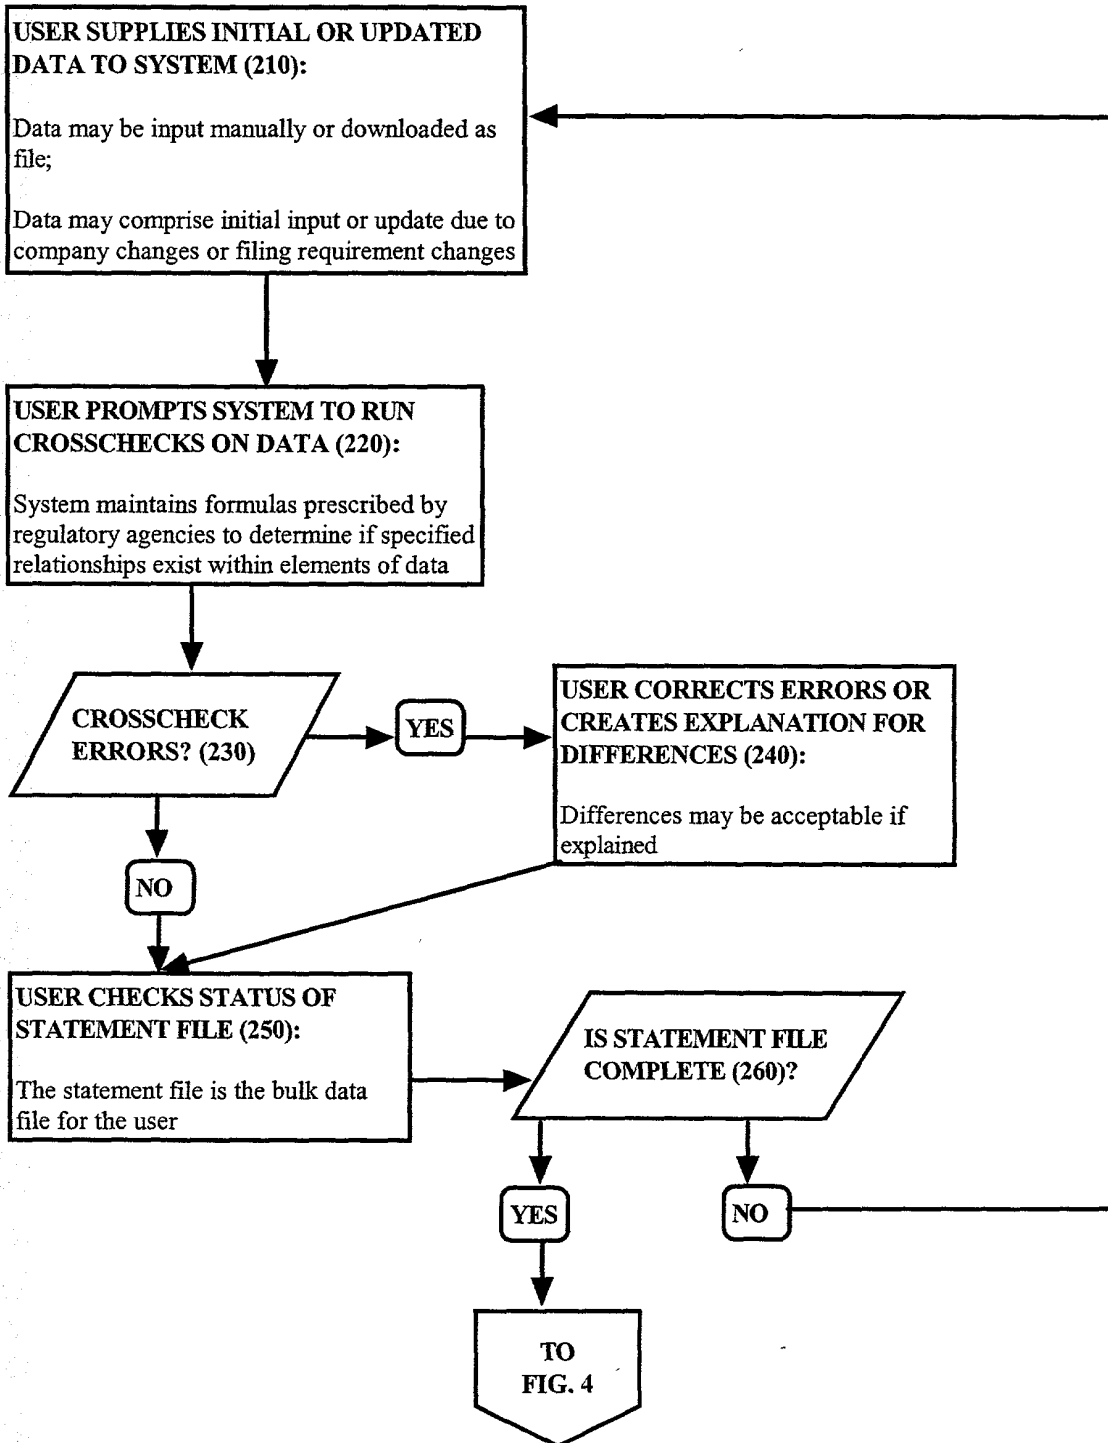 USER SUPPLIES INITIAL OR UPDATED
DATA TO SYSTEM (210):
Data may be input manually or downloaded as
file;
Data may comprise initial input or update due to
company changes or filing requirement changes
USER PROMPTS SYSTEM TO RUN
CROSSCHECKS ON DATA (220):
System maintains formulas prescribed by
regulatory agencies to determine if specified
relationships exist within elements of data
CROSSCHECK
ERRORS? (230)
YES
USER CORRECTS ERRORS OR
CREATES EXPLANATION FOR
DIFFERENCES (240):
Differences may be acceptable if
explained
NO
USER CHECKS STATUS OF
STATEMENT FILE (250):
The statement file is the bulk data
file for the user
IS STATEMENT FILE
COMPLETE (260)?
YES
NO
TO
FIG. 4